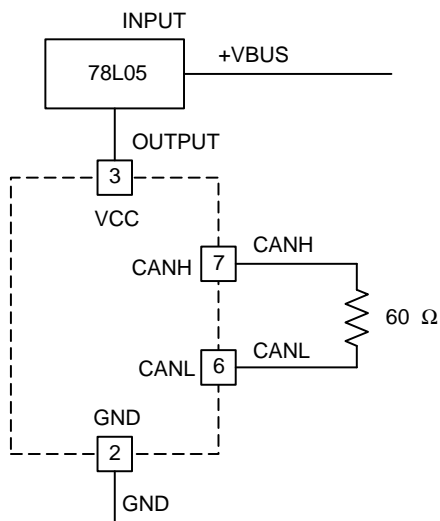 INPUT
78L05
+VBUS
OUTPUT
3
VCC
CANH
7
CANH
60 Ω
CANL
6
CANL
GND
2
GND